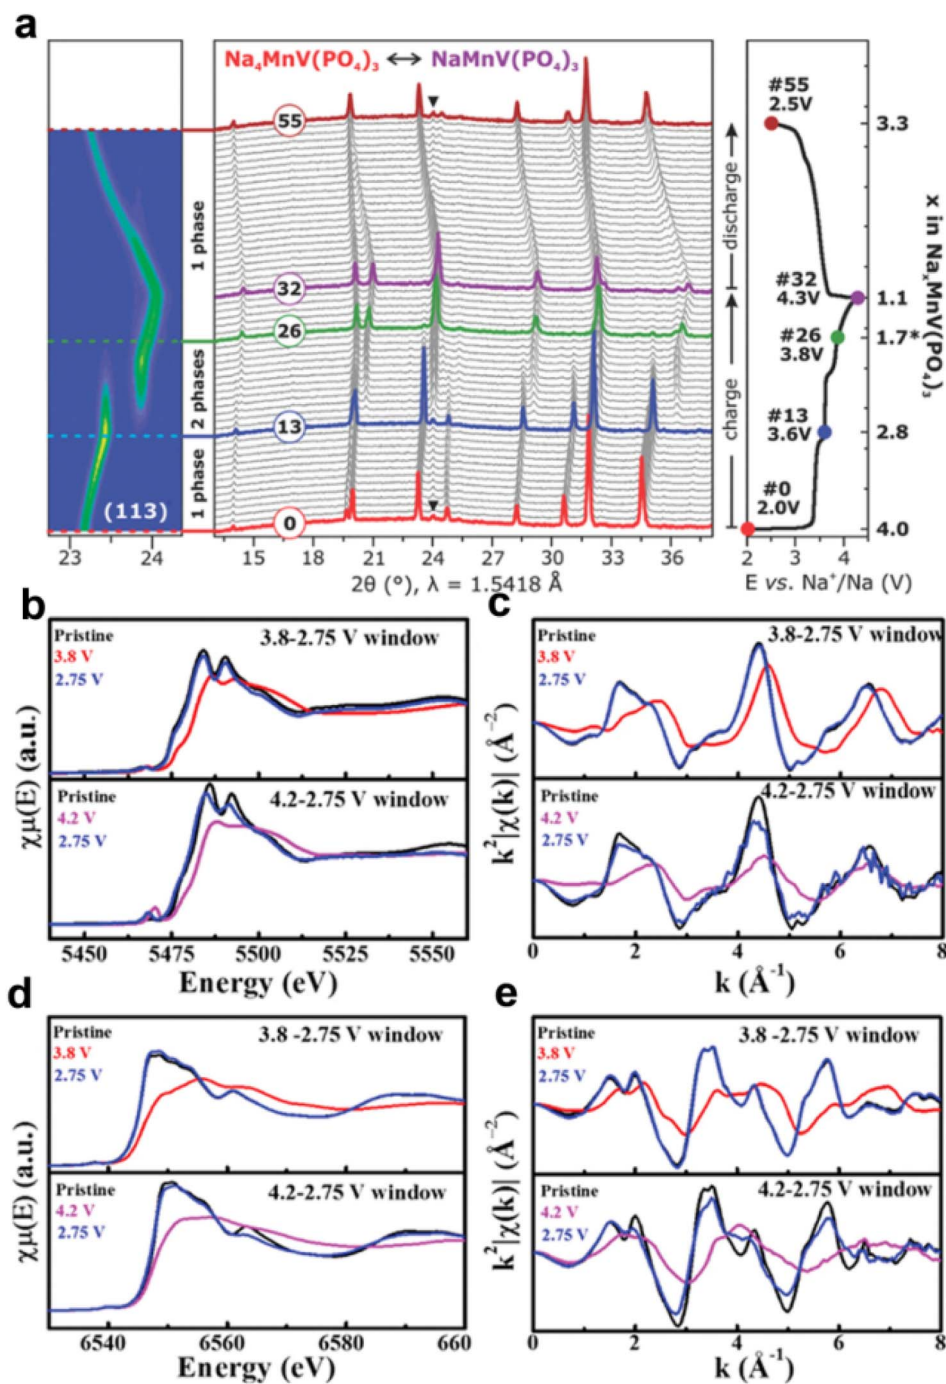 a
Na₄MnV(PO₄)₃ ↔ NaMnV(PO₄)₃
55
32
26
13
0
1 phase
2 phases
1 phase
(113)
discharge
charge
23 24
13 15 18 21 24 27 30 33 36
2θ (°), λ = 1.5418 Å
#55
2.5V
#32
4.3V
#26
3.8V
#13
3.6V
#0
2.0V
3.3
1.1
1.7*
2.8
4.0
x in NaₓMnV(PO₄)₃
2 3 4
E vs. Na⁺/Na (V)
b
Pristine
3.8 V
2.75 V
3.8-2.75 V window
Pristine
4.2 V
2.75 V
4.2-2.75 V window
χμ(E) (a.u.)
5450 5475 5500 5525 5550
Energy (eV)
c
Pristine
3.8 V
2.75 V
3.8-2.75 V window
Pristine
4.2 V
2.75 V
4.2-2.75 V window
k²|χ(k)| (Å⁻²)
0 2 4 6 8
k (Å⁻¹)
d
Pristine
3.8 V
2.75 V
3.8 -2.75 V window
Pristine
4.2 V
2.75 V
4.2-2.75 V window
χμ(E) (a.u.)
6540 6560 6580 660
Energy (eV)
e
Pristine
3.8 V
2.75 V
3.8 -2.75 V window
Pristine
4.2 V
2.75 V
4.2-2.75 V window
k²|χ(k)| (Å⁻²)
0 2 4 6 8
k (Å⁻¹)